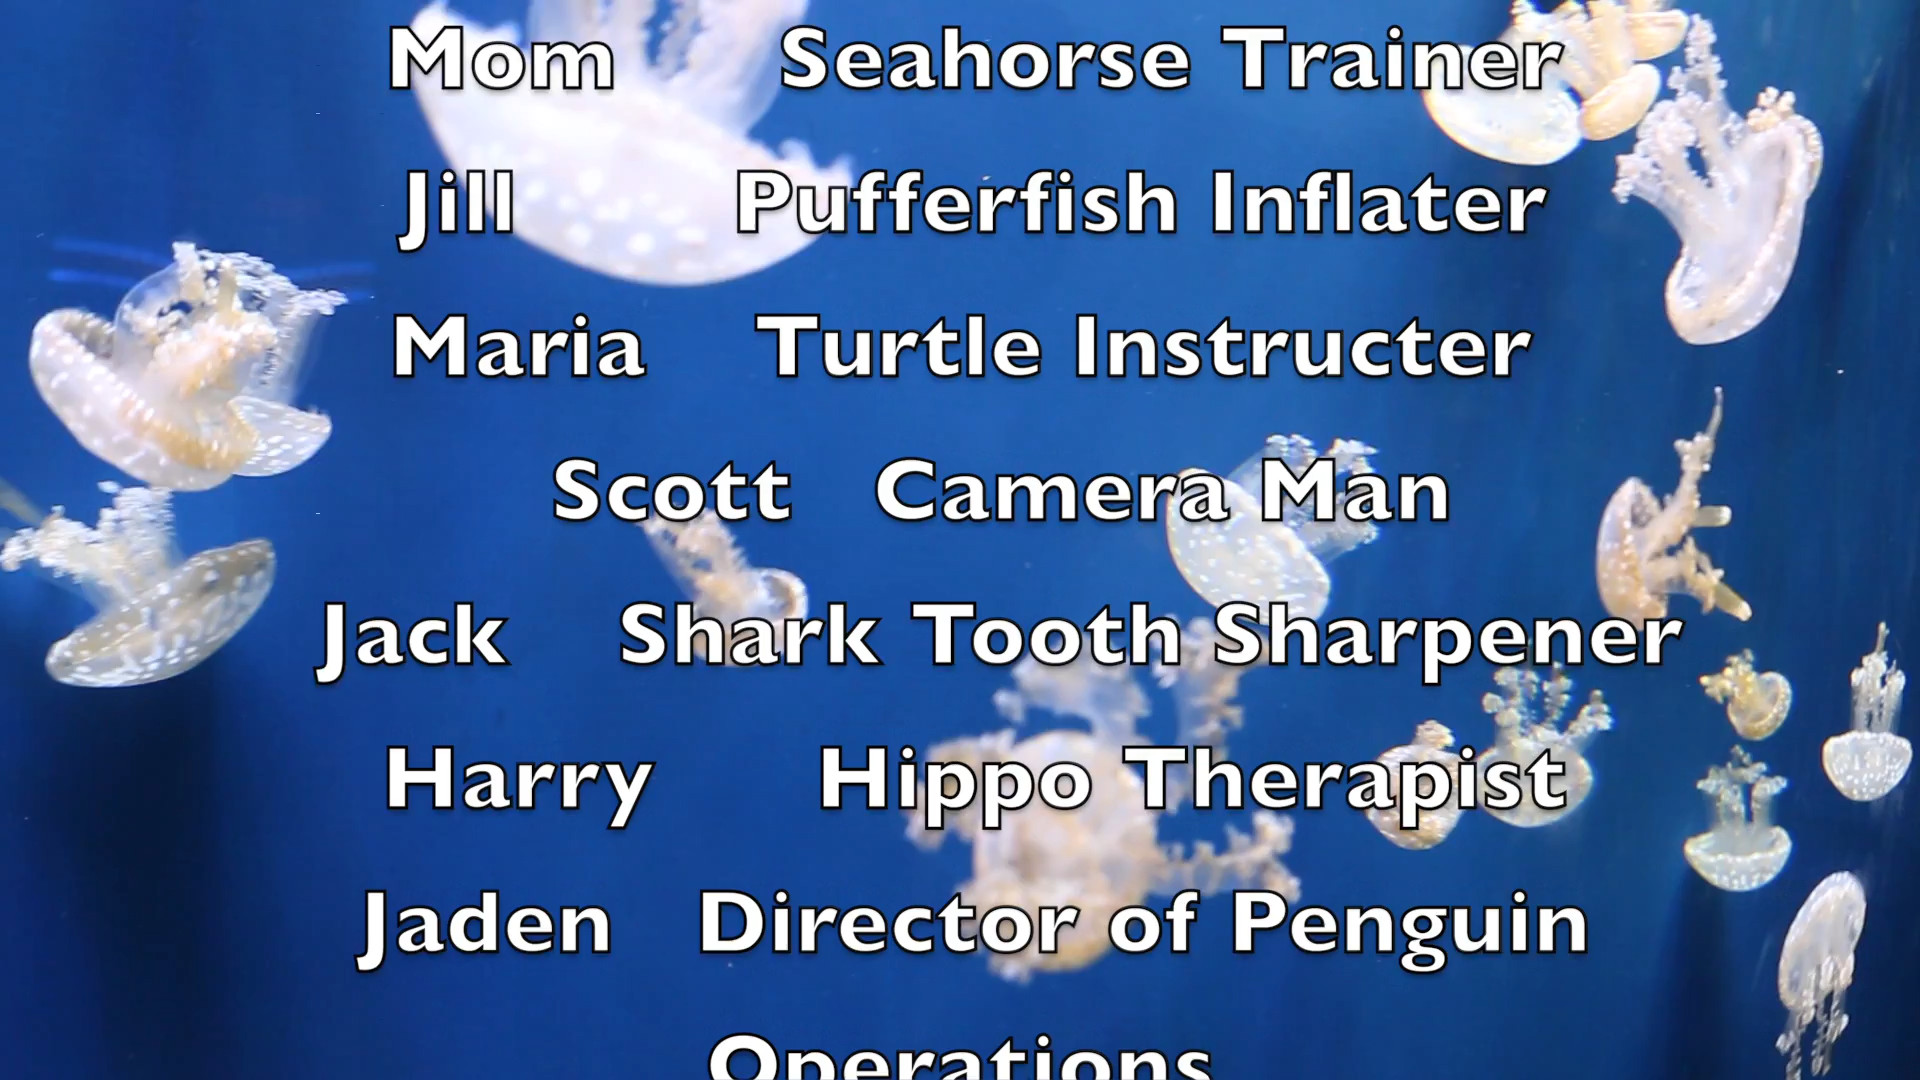 Mom Seahorse Trainer
Jill Pufferfish Inflater
Maria Turtle Instructer
Scott Camera Man
Jack Shark Tooth Sharpener
Harry Hippo Therapist
Jaden Director of Penguin
Operations